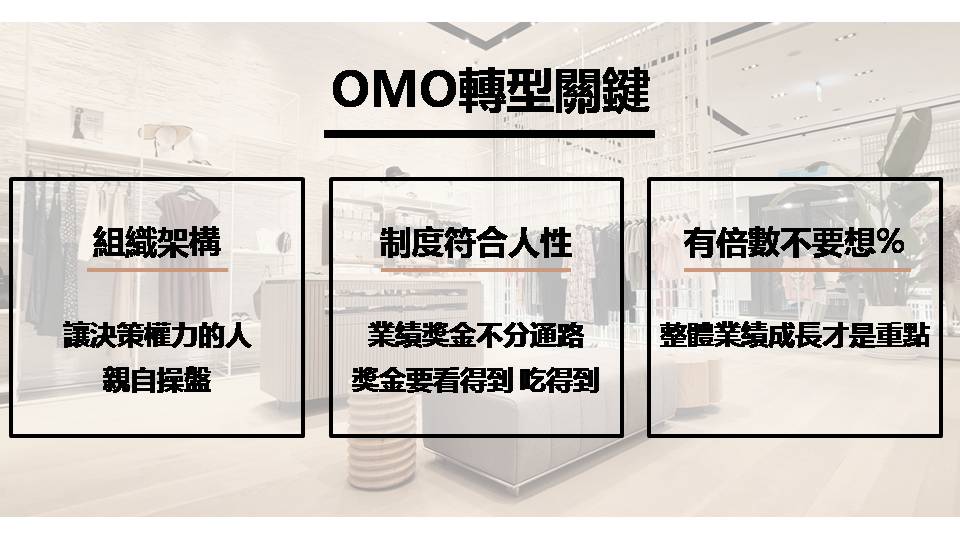 OMO轉型關鍵
組織架構
讓決策權力的人
親自操盤
制度符合人性
業績獎金不分通路
獎金要看得到 吃得到
有倍數不要想%
整體業績成長才是重點